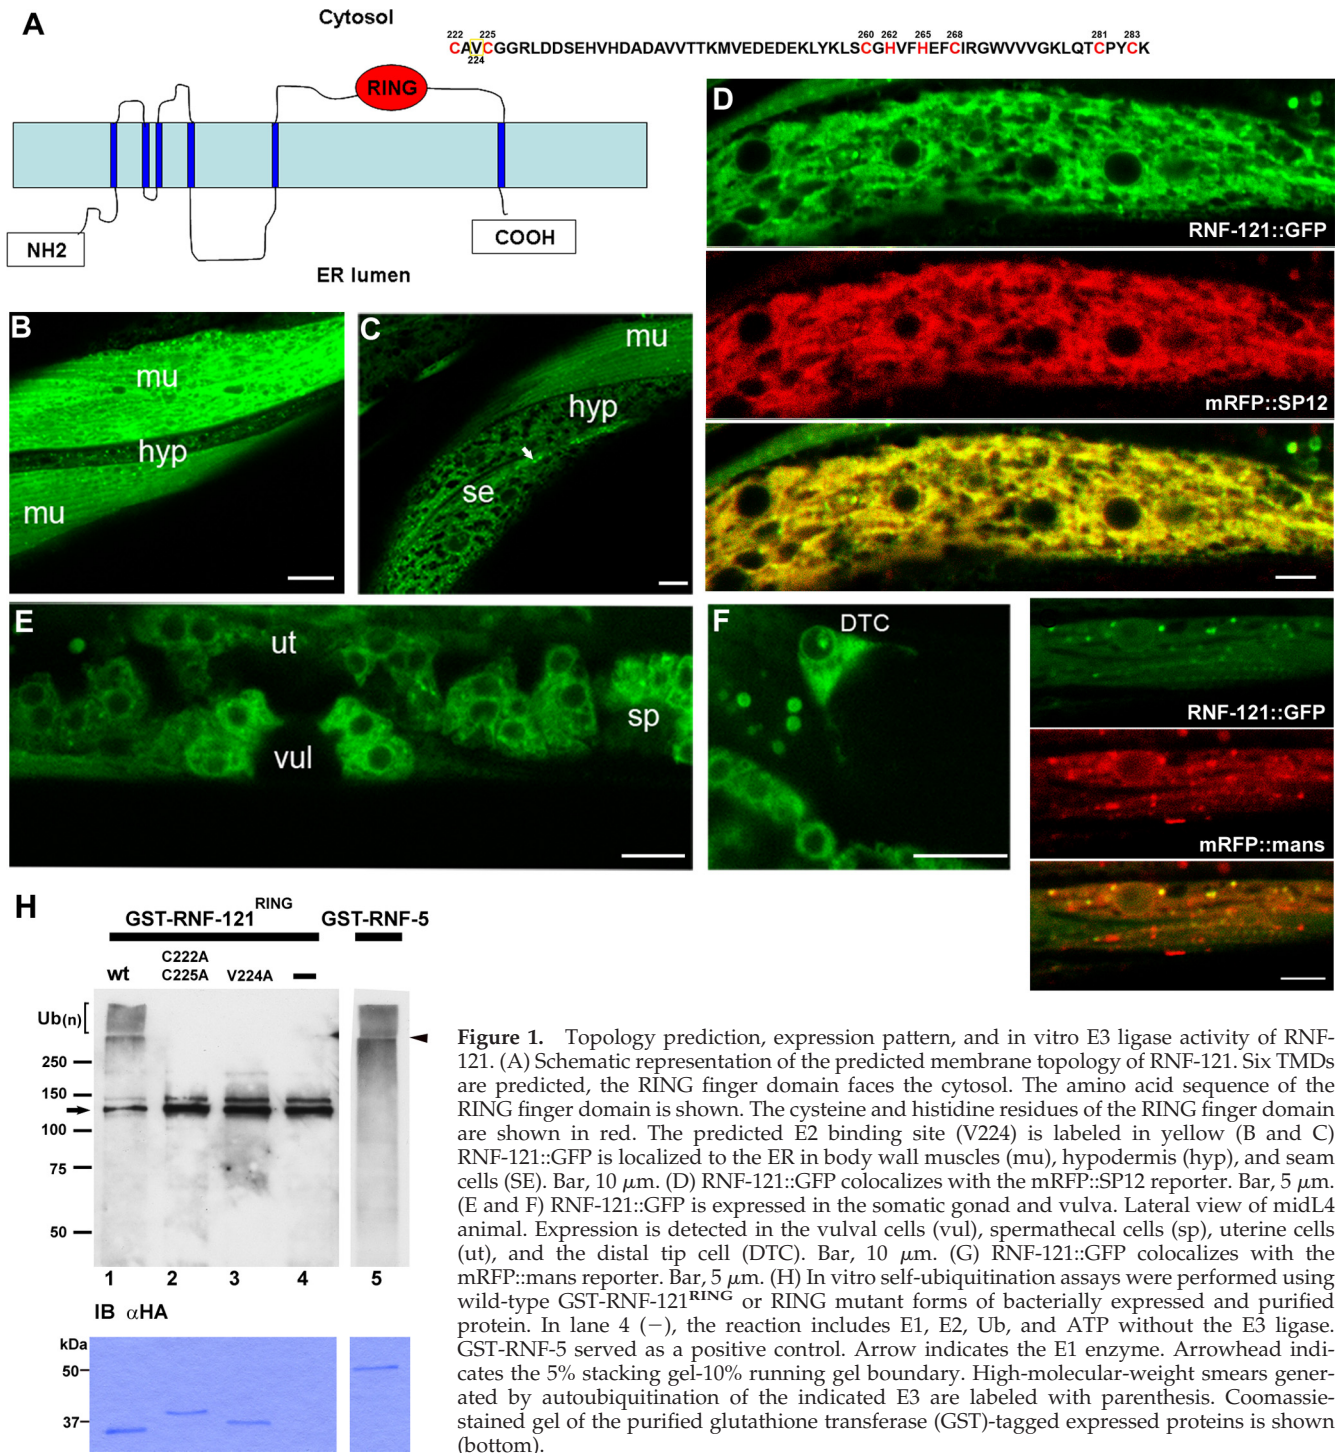 A
Cytosol
222 225 260 262 265 268 281 283
CAVCGGRLDDSEHVHDADAVVTTKMVEDEDEKLYKLSCGHVFHEFCIRGWVVVGKLQTCPYCK
224
RING
NH2
COOH
ER lumen
B
mu
hyp
mu
C
mu
hyp
se
D
RNF-121::GFP
mRFP::SP12
E
ut
vul
sp
F
DTC
RNF-121::GFP
mRFP::mans
H
GST-RNF-121RING GST-RNF-5
wt C222A C225A V224A
Ub(n)
250
150
100
75
50
1 2 3 4 5
IB αHA
kDa
50
37
Figure 1. Topology prediction, expression pattern, and in vitro E3 ligase activity of RNF-
121. (A) Schematic representation of the predicted membrane topology of RNF-121. Six TMDs
are predicted, the RING finger domain faces the cytosol. The amino acid sequence of the
RING finger domain is shown. The cysteine and histidine residues of the RING finger domain
are shown in red. The predicted E2 binding site (V224) is labeled in yellow (B and C)
RNF-121::GFP is localized to the ER in body wall muscles (mu), hypodermis (hyp), and seam
cells (SE). Bar, 10 μm. (D) RNF-121::GFP colocalizes with the mRFP::SP12 reporter. Bar, 5 μm.
(E and F) RNF-121::GFP is expressed in the somatic gonad and vulva. Lateral view of midL4
animal. Expression is detected in the vulval cells (vul), spermathecal cells (sp), uterine cells
(ut), and the distal tip cell (DTC). Bar, 10 μm. (G) RNF-121::GFP colocalizes with the
mRFP::mans reporter. Bar, 5 μm. (H) In vitro self-ubiquitination assays were performed using
wild-type GST-RNF-121RING or RING mutant forms of bacterially expressed and purified
protein. In lane 4 (−), the reaction includes E1, E2, Ub, and ATP without the E3 ligase.
GST-RNF-5 served as a positive control. Arrow indicates the E1 enzyme. Arrowhead indi-
cates the 5% stacking gel-10% running gel boundary. High-molecular-weight smears gener-
ated by autoubiquitination of the indicated E3 are labeled with parenthesis. Coomassie-
stained gel of the purified glutathione transferase (GST)-tagged expressed proteins is shown
(bottom).